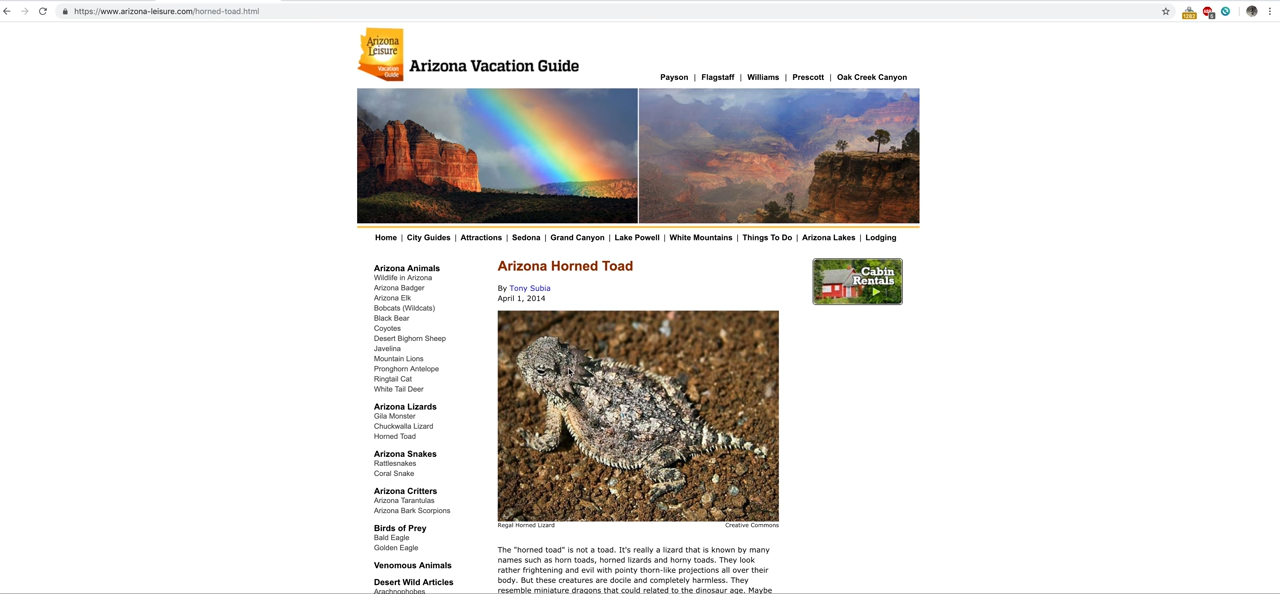 https://www.arizona-leisure.com/horned-toad.html
1787
6
Arizona
Leisure
Vacation
Guide
Arizona Vacation Guide
Payson | Flagstaff | Williams | Prescott | Oak Creek Canyon
Home | City Guides | Attractions | Sedona | Grand Canyon | Lake Powell | White Mountains | Things To Do | Arizona Lakes | Lodging
Arizona Animals
Wildlife in Arizona
Arizona Badger
Arizona Elk
Bobcats (Wildcats)
Black Bear
Coyotes
Desert Bighorn Sheep
Javelina
Mountain Lions
Pronghorn Antelope
Ringtail Cat
White Tail Deer
Arizona Lizards
Gila Monster
Chuckwalla Lizard
Horned Toad
Arizona Snakes
Rattlesnakes
Coral Snake
Arizona Critters
Arizona Tarantulas
Arizona Bark Scorpions
Birds of Prey
Bald Eagle
Golden Eagle
Venomous Animals
Desert Wild Articles
Arachnophobes
Arizona Horned Toad
By Tony Subia
April 1, 2014
Regal Horned Lizard
Creative Commons
The "horned toad" is not a toad. It's really a lizard that is known by many
names such as horn toads, horned lizards and horny toads. They look
rather frightening and evil with pointy thorn-like projections all over their
body. But these creatures are docile and completely harmless. They
resemble miniature dragons that could related to the dinosaur age. Maybe
Cabin
Rentals